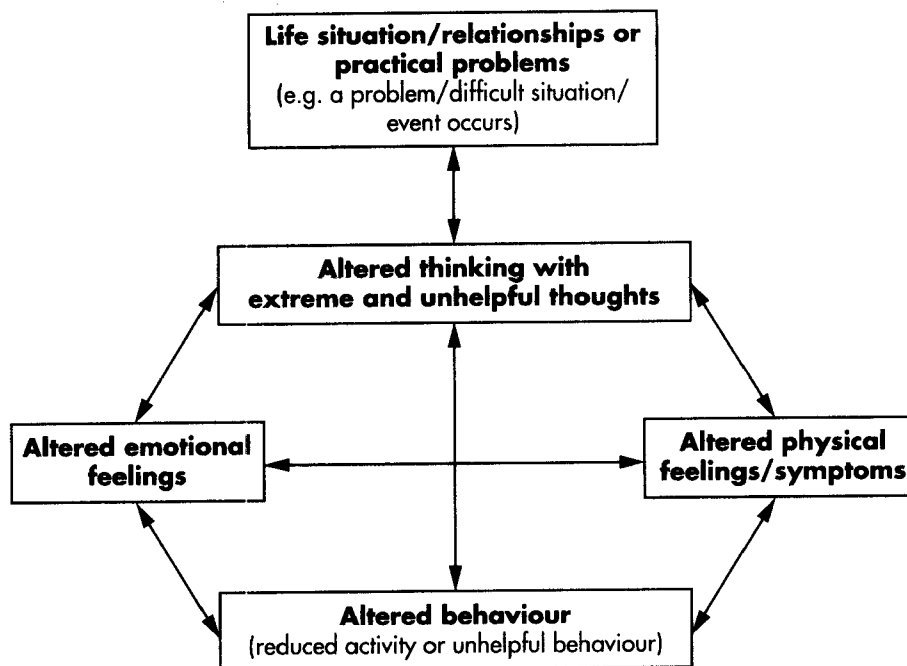 Life situation/relationships or
practical problems
(e.g. a problem/difficult situation/
event occurs)
Altered thinking with
extreme and unhelpful thoughts
Altered emotional
feelings
Altered physical
feelings/symptoms
Altered behaviour
(reduced activity or unhelpful behaviour)